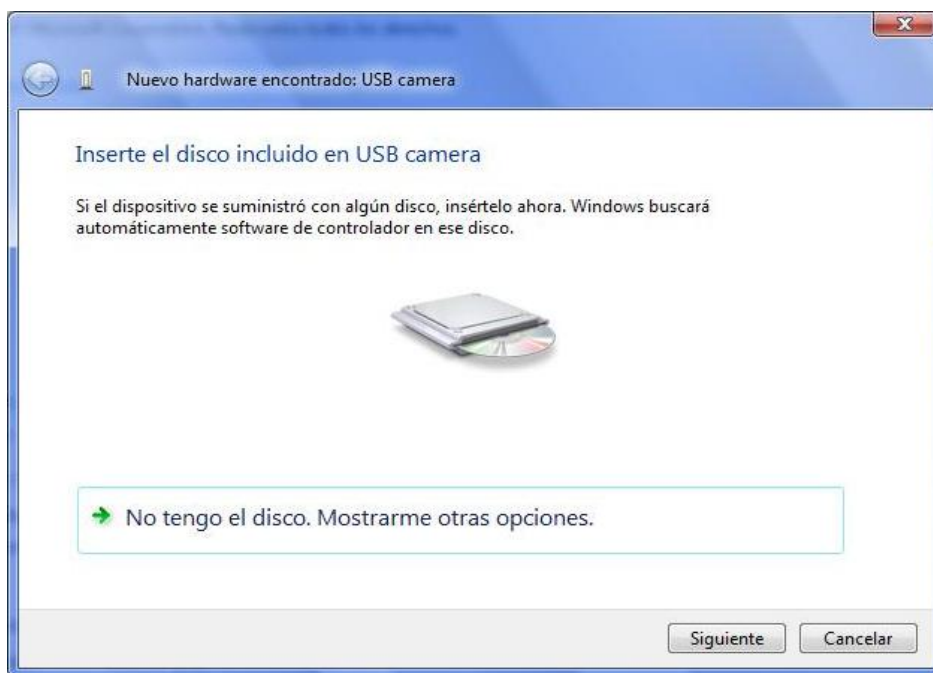 Nuevo hardware encontrado: USB camera
Inserte el disco incluido en USB camera
Si el dispositivo se suministró con algún disco, insértelo ahora. Windows buscará
automáticamente software de controlador en ese disco.
No tengo el disco. Mostrarme otras opciones.
Siguiente
Cancelar